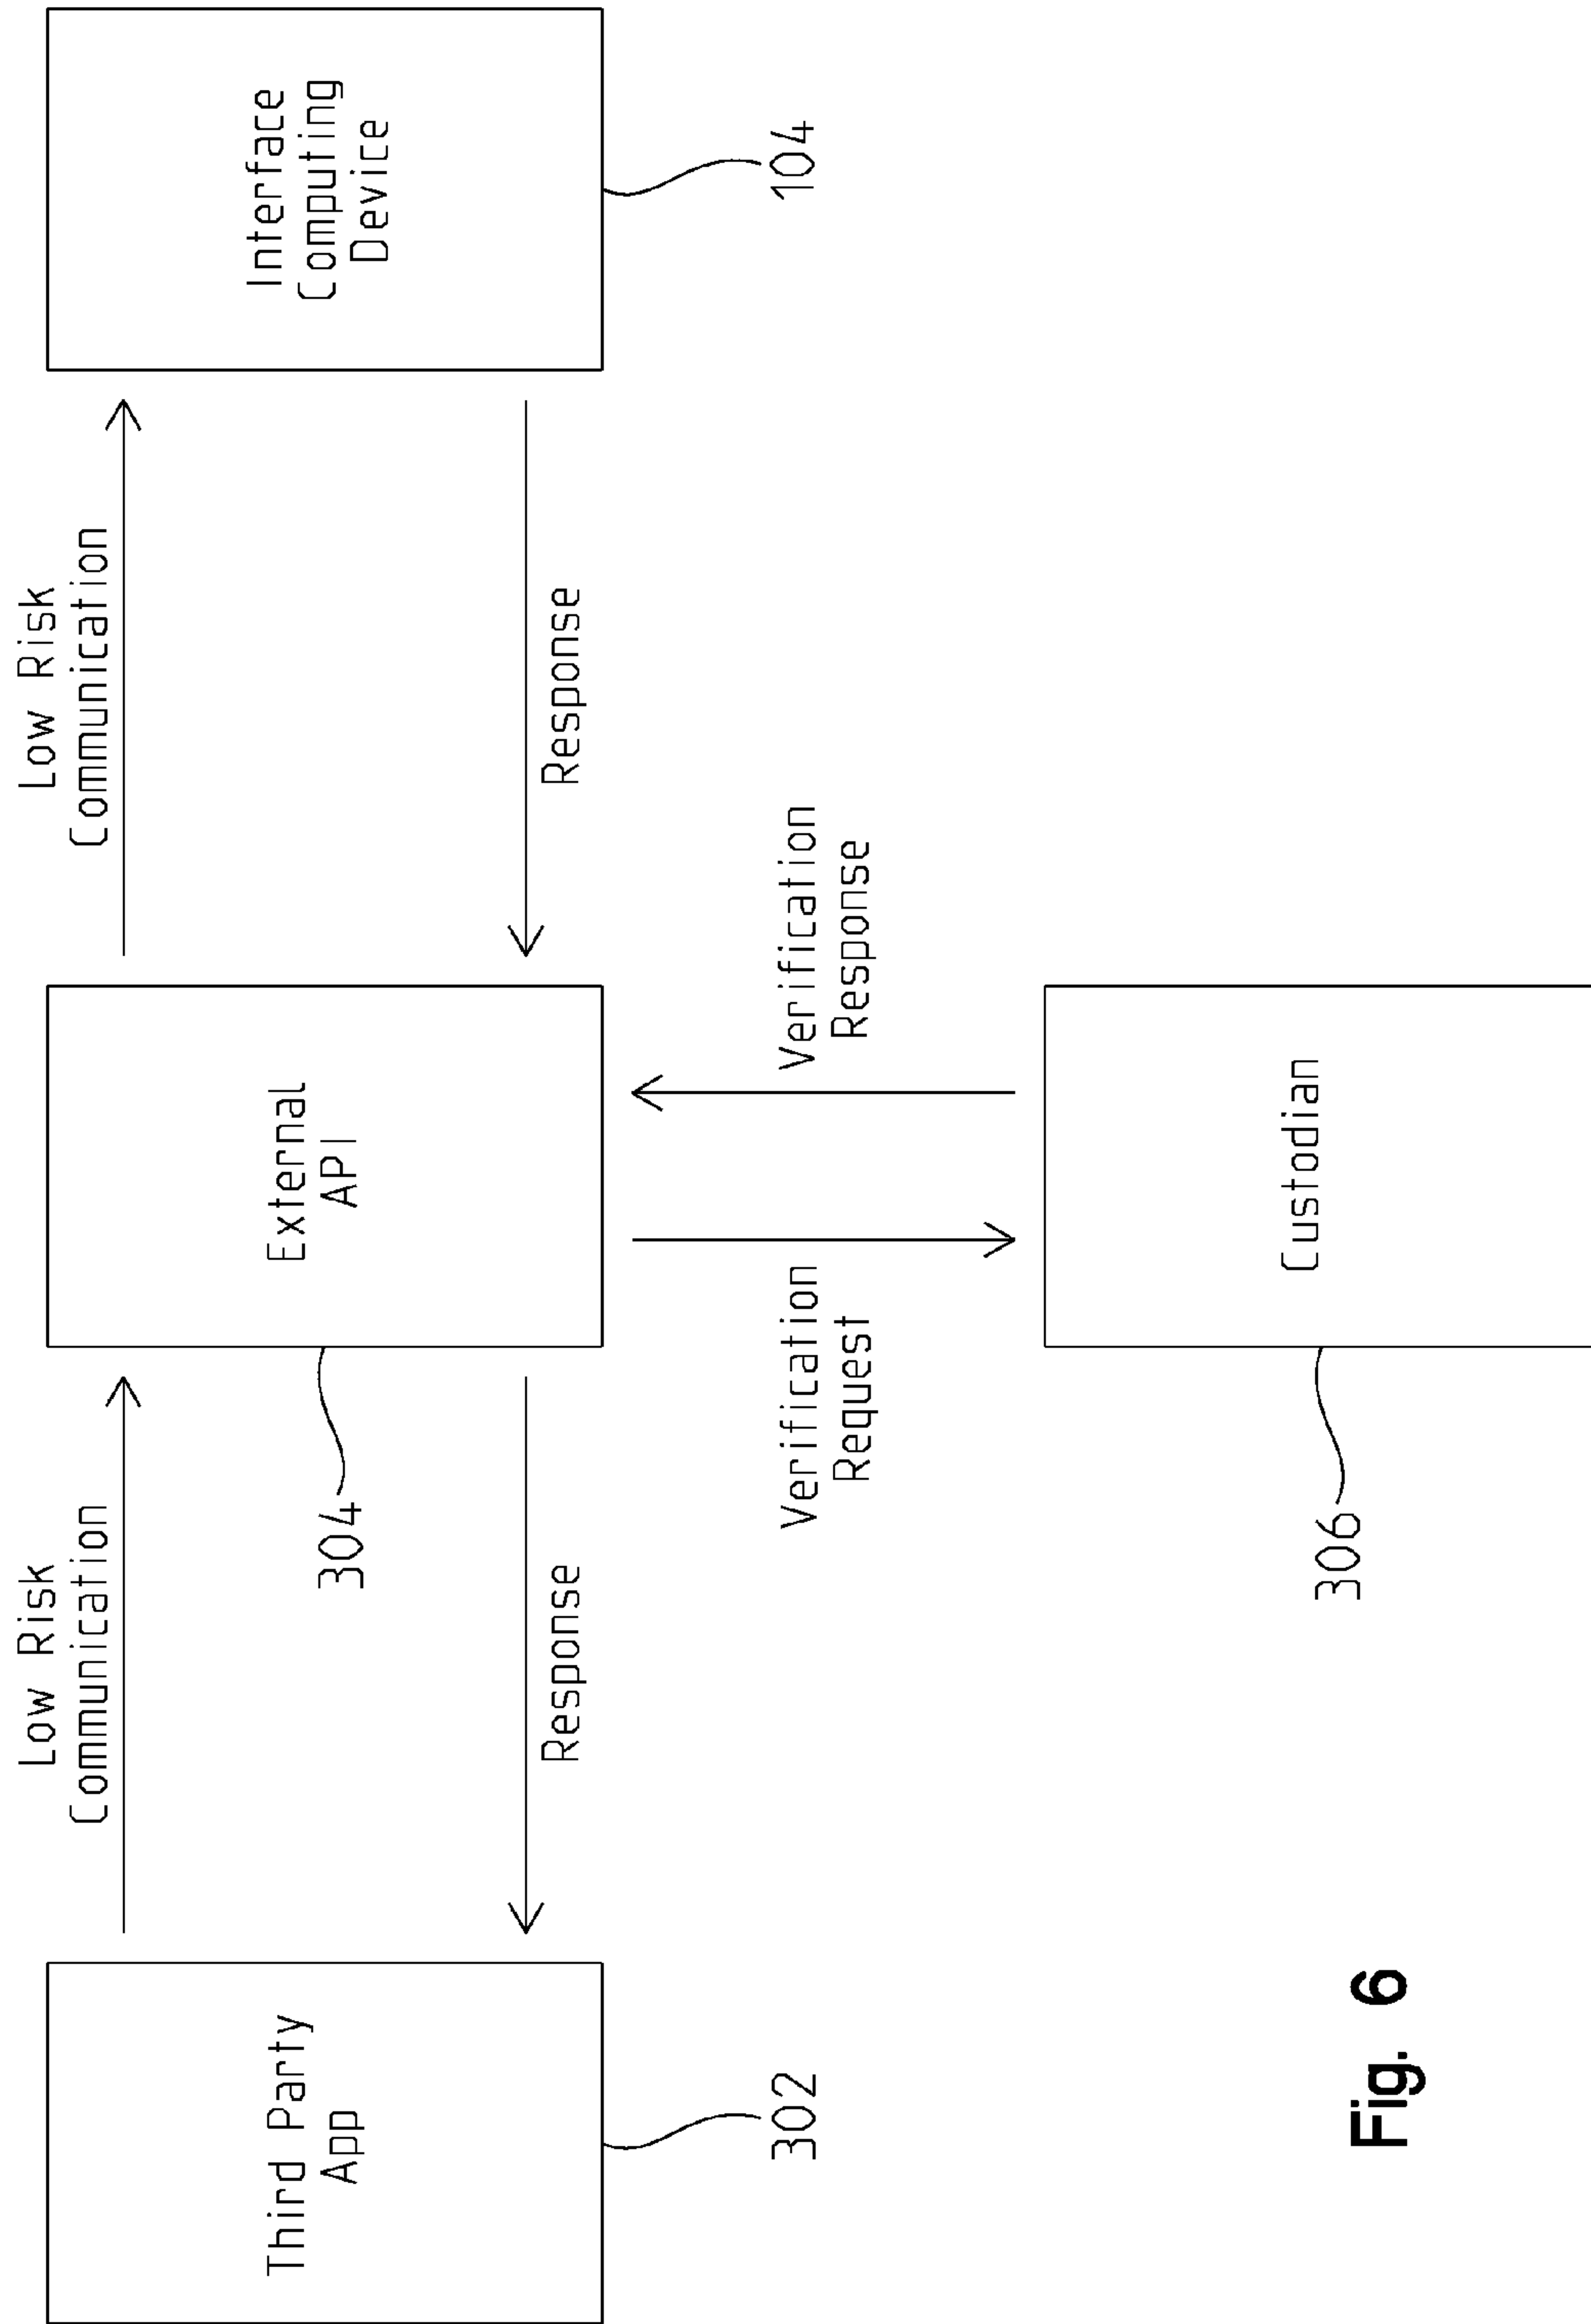 Low Risk
Communication
Low Risk
Communication
Third Party
App
External
API
Interface
Computing
Device
304
Response
Response
302
104
Verification
Request
Verification
Response
Custodian
306
Fig. 6